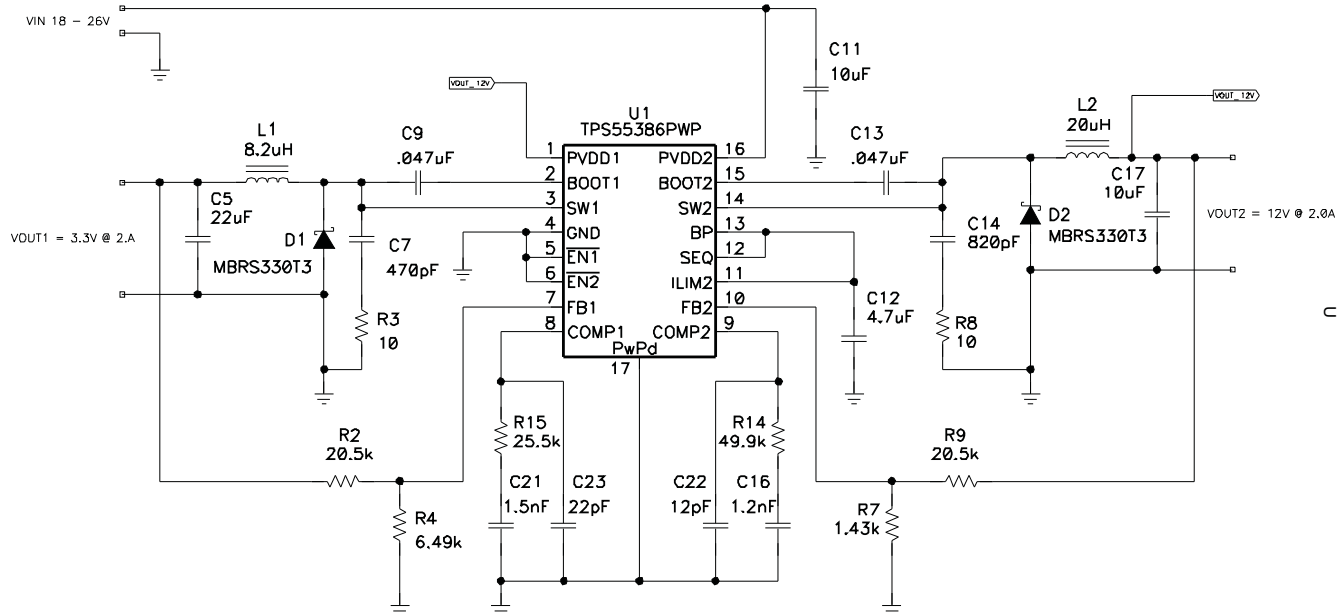 VIN 18 - 26V
C11
10uF
VOUT_12V
VOUT_12V
U1
TPS55386PWP
L1
8.2uH
C9
.047uF
C13
.047uF
L2
20uH
1 PVDD1 PVDD2 16
2 BOOT1 BOOT2 15
3 SW1 SW2 14
4 GND BP 13
5 EN1 SEQ 12
6 EN2 ILIM2 11
7 FB1 FB2 10
8 COMP1 COMP2 9
PwPd
17
C5
22uF
VOUT1 = 3.3V @ 2.A
D1
MBRS330T3
C7
470pF
R3
10
C17
10uF
D2
MBRS330T3
VOUT2 = 12V @ 2.0A
C14
820pF
R8
10
C12
4.7uF
U
R15
25.5k
R14
49.9k
R2
20.5k
R9
20.5k
C21
1.5nF
C23
22pF
C22
12pF
C16
1.2nF
R4
6.49k
R7
1.43k